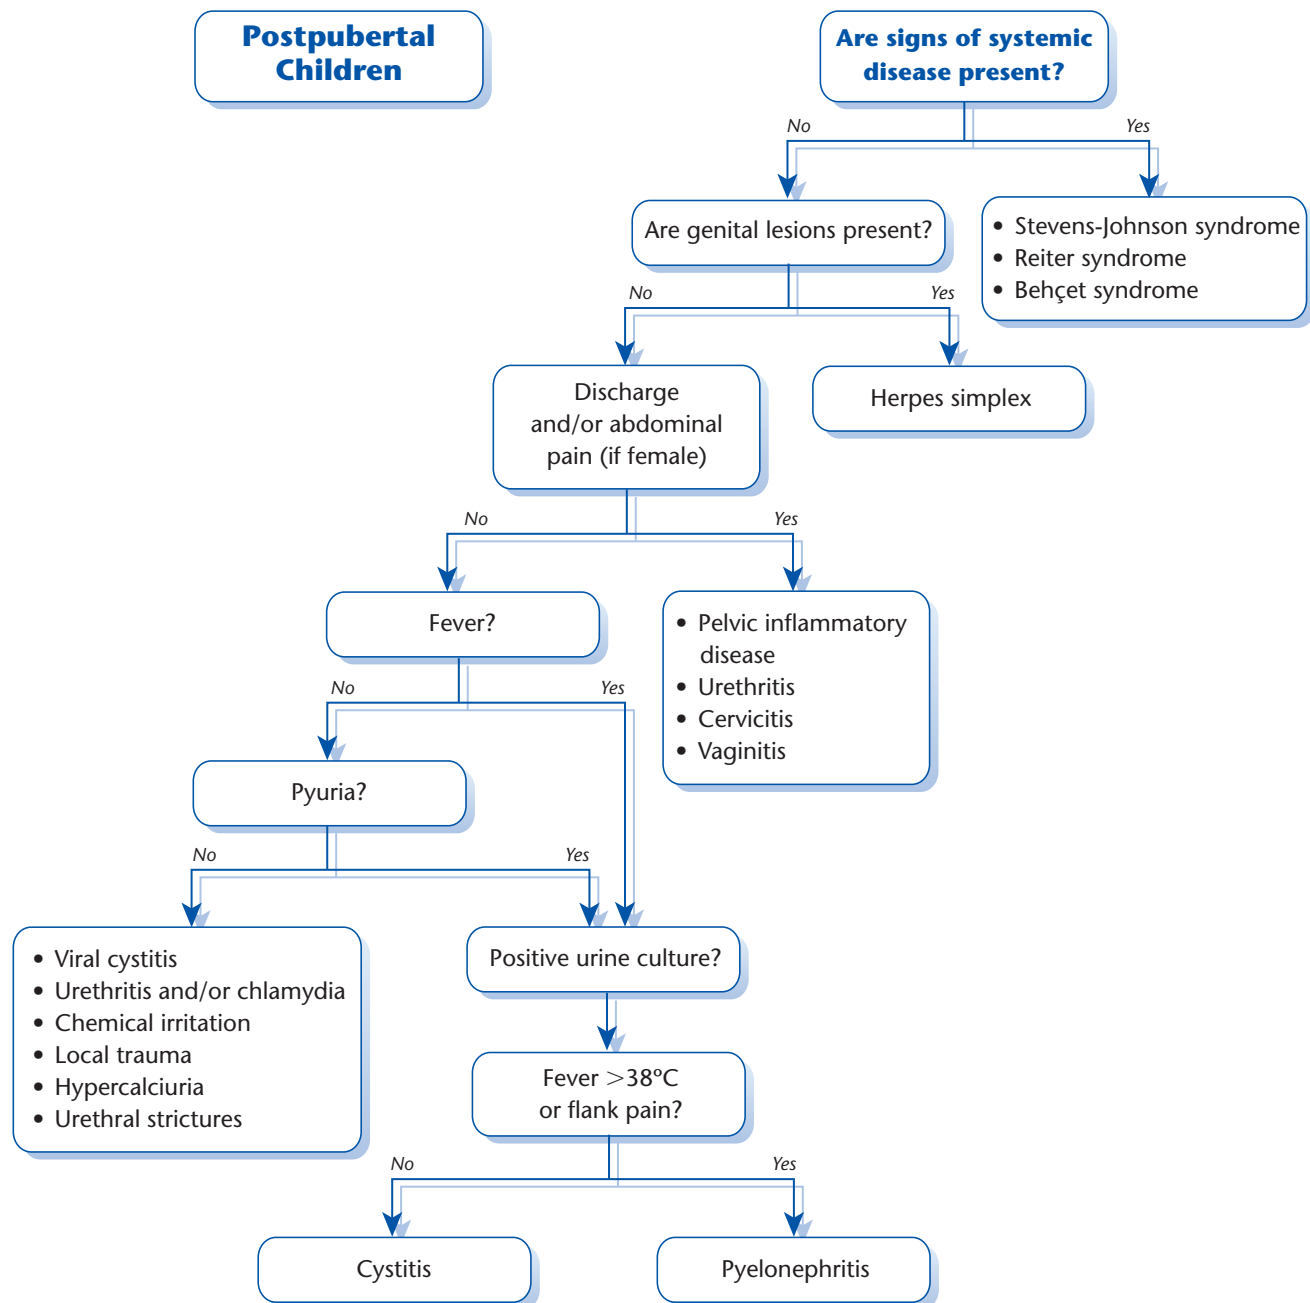 Postpubertal
Children
Are signs of systemic
disease present?
No
Yes
Are genital lesions present?
• Stevens-Johnson syndrome
• Reiter syndrome
• Behçet syndrome
No
Yes
Discharge
and/or abdominal
pain (if female)
Herpes simplex
No
Yes
Fever?
• Pelvic inflammatory
disease
• Urethritis
• Cervicitis
• Vaginitis
No
Yes
Pyuria?
No
Yes
• Viral cystitis
• Urethritis and/or chlamydia
• Chemical irritation
• Local trauma
• Hypercalciuria
• Urethral strictures
Positive urine culture?
Fever >38ºC
or flank pain?
No
Yes
Cystitis
Pyelonephritis